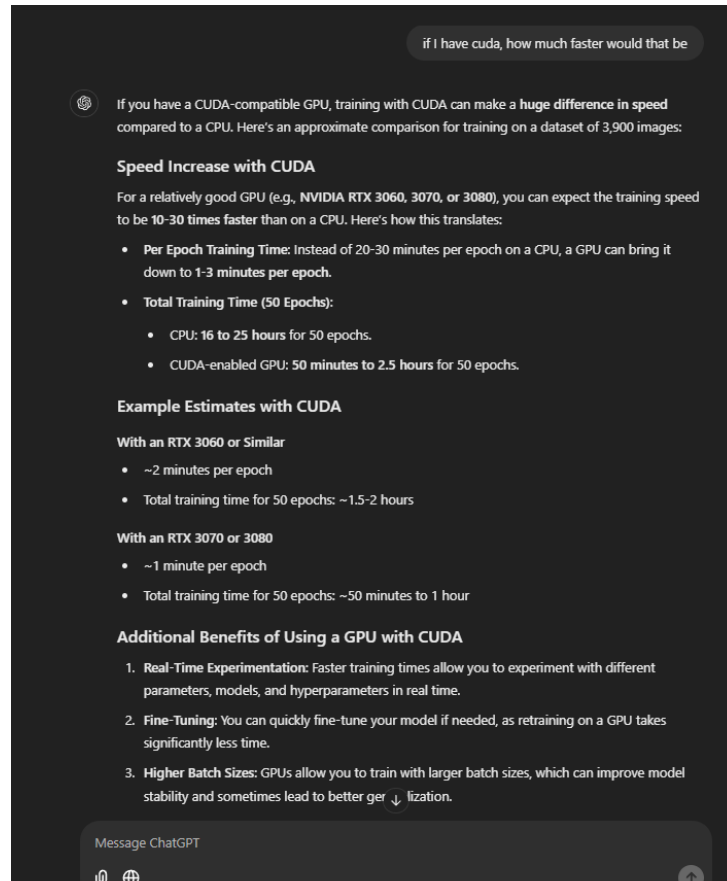 if I have cuda, how much faster would that be
If you have a CUDA-compatible GPU, training with CUDA can make a huge difference in speed
compared to a CPU. Here's an approximate comparison for training on a dataset of 3,900 images:
Speed Increase with CUDA
For a relatively good GPU (e.g., NVIDIA RTX 3060, 3070, or 3080), you can expect the training speed
to be 10-30 times faster than on a CPU. Here's how this translates:
• Per Epoch Training Time: Instead of 20-30 minutes per epoch on a CPU, a GPU can bring it
down to 1-3 minutes per epoch.
• Total Training Time (50 Epochs):
• CPU: 16 to 25 hours for 50 epochs.
• CUDA-enabled GPU: 50 minutes to 2.5 hours for 50 epochs.
Example Estimates with CUDA
With an RTX 3060 or Similar
• ~2 minutes per epoch
• Total training time for 50 epochs: ~1.5-2 hours
With an RTX 3070 or 3080
• ~1 minute per epoch
• Total training time for 50 epochs: ~50 minutes to 1 hour
Additional Benefits of Using a GPU with CUDA
1. Real-Time Experimentation: Faster training times allow you to experiment with different
parameters, models, and hyperparameters in real time.
2. Fine-Tuning: You can quickly fine-tune your model if needed, as retraining on a GPU takes
significantly less time.
3. Higher Batch Sizes: GPUs allow you to train with larger batch sizes, which can improve model
stability and sometimes lead to better
Message ChatGPT